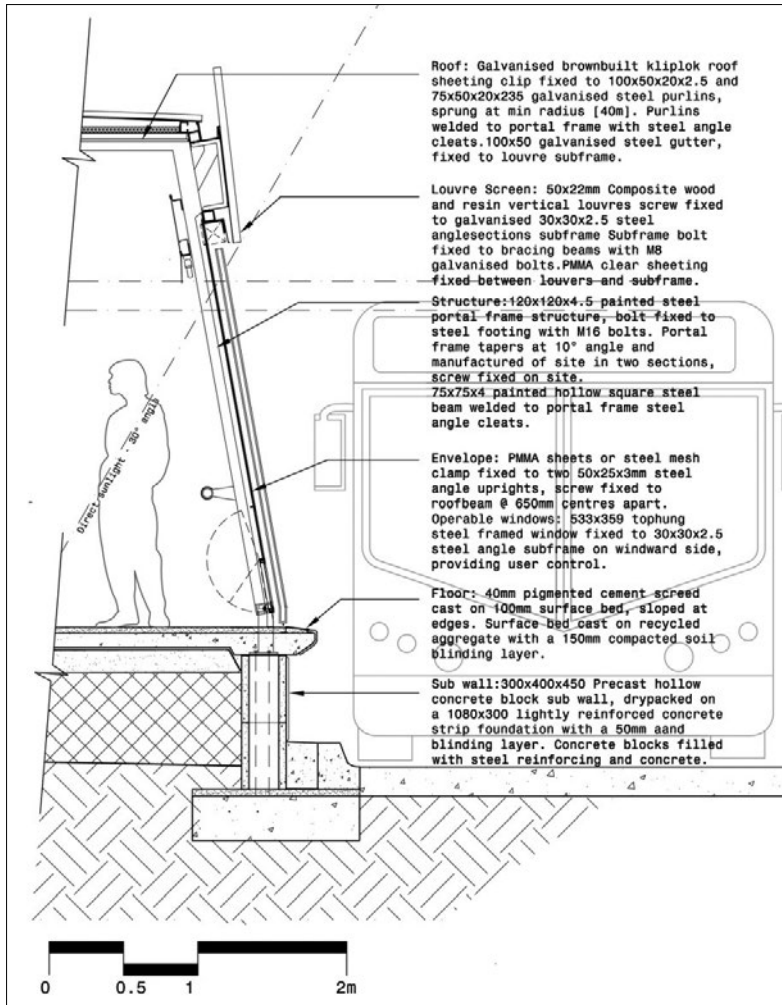 Roof: Galvanised brownbuilt kliplok roof
sheeting clip fixed to 100x50x20x2.5 and
75x50x20x235 galvanised steel purlins,
sprung at min radius [40m]. Purlins
welded to portal frame with steel angle
cleats.100x50 galvanised steel gutter,
fixed to louvre subframe.
Louvre Screen: 50x22mm Composite wood
and resin vertical louvres screw fixed
to galvanised 30x30x2.5 steel
anglesections subframe Subframe bolt
fixed to bracing beams with M8
galvanised bolts.PMMA clear sheeting
fixed between louvers and subframe.
Structure:120x120x4.5 painted steel
portal frame structure, bolt fixed to
steel footing with M16 bolts. Portal
frame tapers at 10° angle and
manufactured of site in two sections,
screw fixed on site.
75x75x4 painted hollow square steel
beam welded to portal frame steel
angle cleats.
Direct sunlight - 30° angle
Envelope: PMMA sheets or steel mesh
clamp fixed to two 50x25x3mm steel
angle uprights, screw fixed to
roofbeam @ 650mm centres apart.
Operable windows: 533x359 tophung
steel framed window fixed to 30x30x2.5
steel angle subframe on windward side,
providing user control.
Floor: 40mm pigmented cement screed
cast on 100mm surface bed, sloped at
edges. Surface bed cast on recycled
aggregate with a 150mm compacted soil
blinding layer.
Sub wall:300x400x450 Precast hollow
concrete block sub wall, drypacked on
a 1080x300 lightly reinforced concrete
strip foundation with a 50mm aand
blinding layer. Concrete blocks filled
with steel reinforcing and concrete.
0 0.5 1 2m